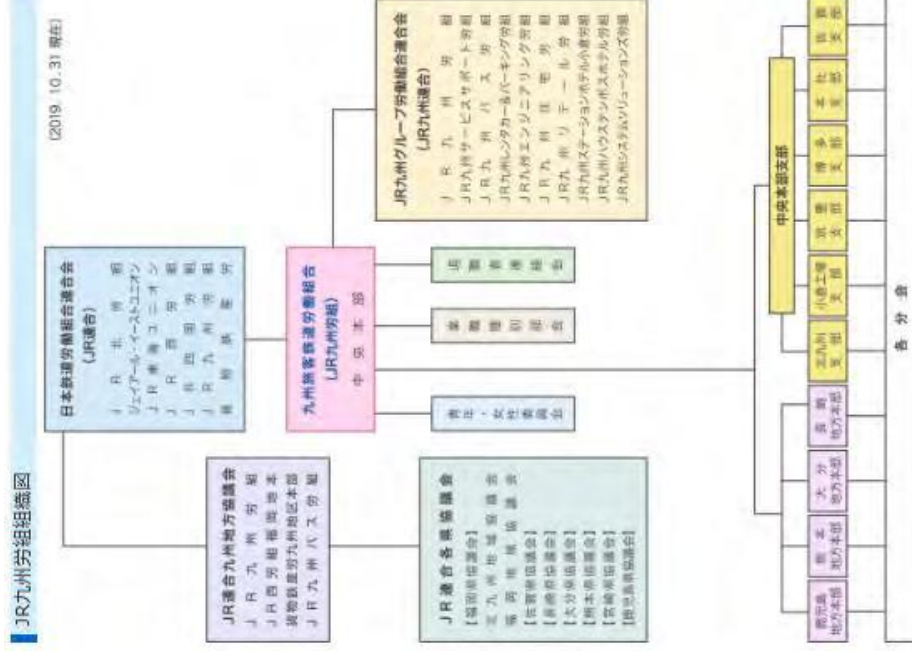 JR九州労組組織図
(2019. 10.31 現在)
日本鉄道労働組合連合会
(JR連合)
JR北労組
ジェイアール・イーストユニオン
JR東海ユニオン
JR西労組
JR四国労組
JR九州労組
貨物鉄産労
JR連合九州地方協議会
JR九州労組
JR西労組福岡地本
貨物鉄産労九州地区本部
JR九州バス労組
九州旅客鉄道労働組合
(JR九州労組)
中央本部
JR九州グループ労働組合連合会
(JR九州連合)
JR九州労組
JR九州サービスサポート労組
JR九州バス労組
JR九州レンタカー&パーキング労組
JR九州エンジニアリング労組
JR九州住宅労組
JR九州リテール労組
JR九州ステーションホテル小倉労組
JR九州ハウステンボスホテル労組
JR九州システムソリューションズ労組
JR連合各県協議会
【福岡県協議会】
北九州地域協議会
福岡地域協議会
【佐賀県協議会】
【長崎県協議会】
【大分県協議会】
【熊本県協議会】
【宮崎県協議会】
【鹿児島県協議会】
青年・女性委員会
業職種別部会
退職者連絡会
中央本部支部
鹿児島
地方本部
熊本
地方本部
大分
地方本部
長崎
地方本部
北九州
支部
小倉工場
支部
筑豊
支部
博多
支部
本社
支部
佐賀
支部
各分会